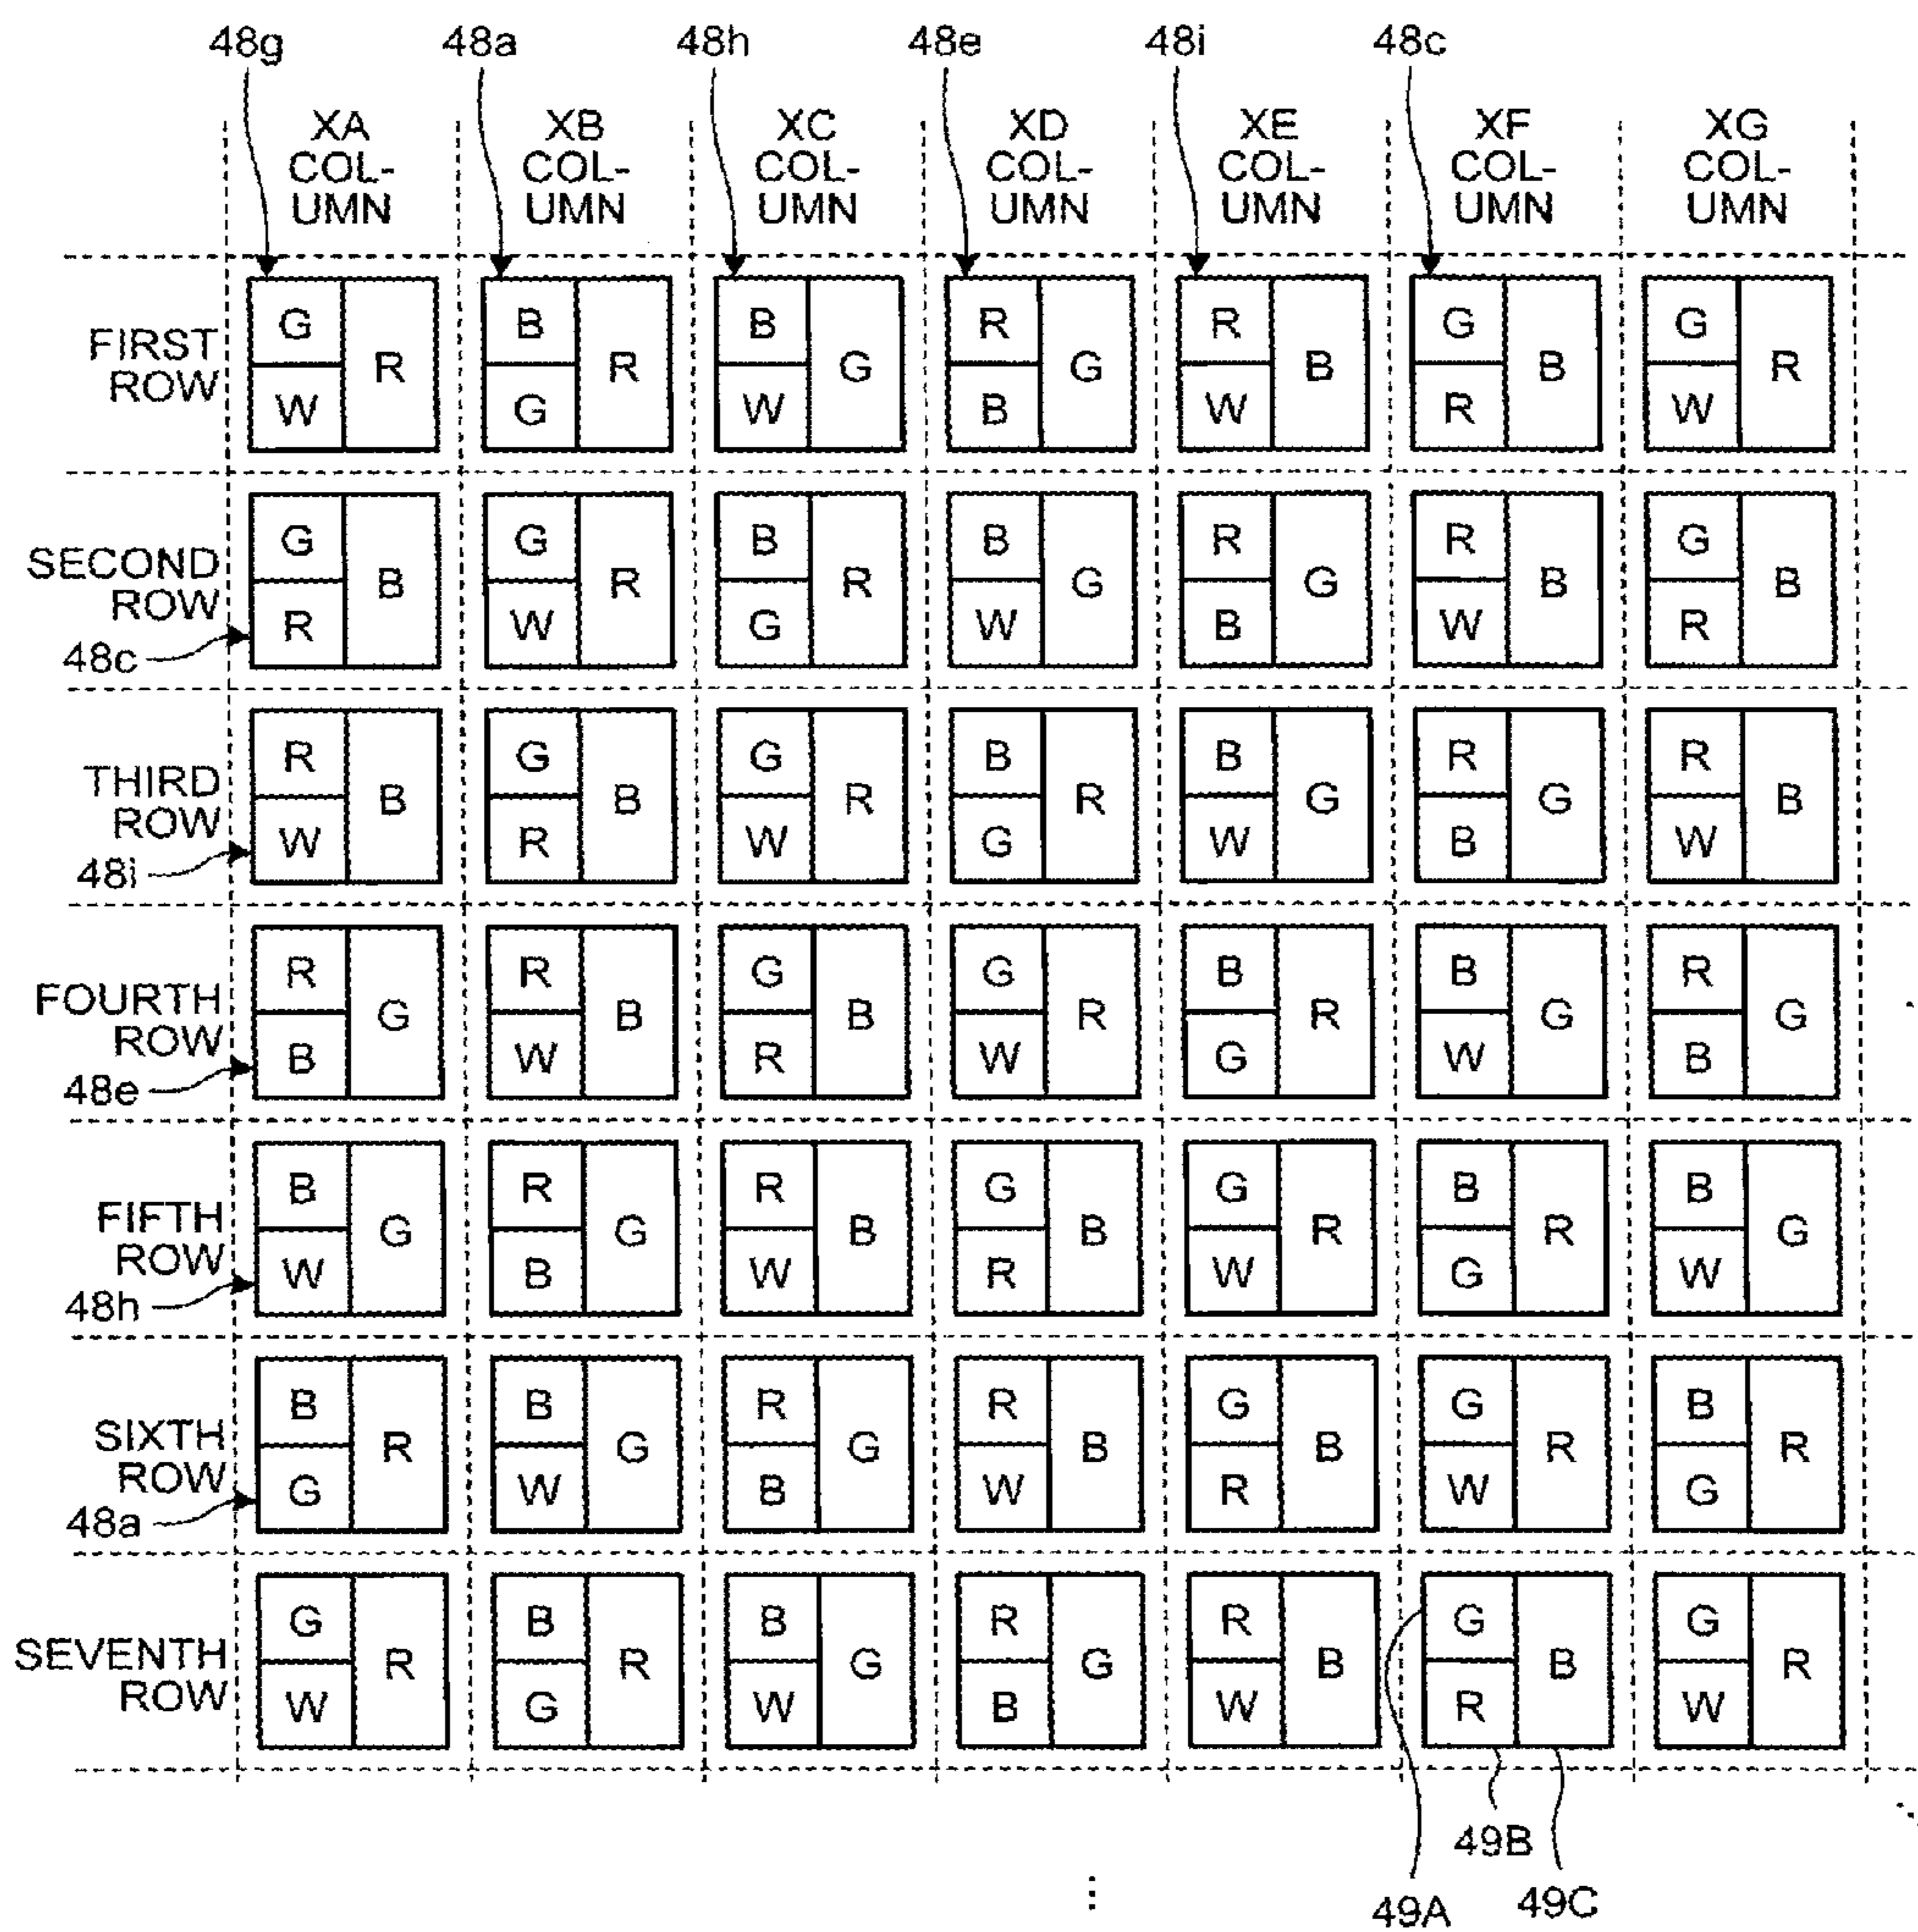 48g 48a 48h 48e 48i 48c
XA COL-UMN XB COL-UMN XC COL-UMN XD COL-UMN XE COL-UMN XF COL-UMN XG COL-UMN
FIRST ROW
G B B R R G G
R R G G B B R
W G W B W R W
SECOND ROW
G G B B R R G
B R R G G B B
R W G W B W R
48c
THIRD ROW
R G G B B R R
B B R R G G B
W R W G W B W
48i
FOURTH ROW
R R G G B B R
G B B R R G G
B W R W G W B
48e
FIFTH ROW
B R R G G B B
G G B B R R G
W B W R W G W
48h
SIXTH ROW
B B R R G G B
R G G B B R R
G W B W R W G
48a
SEVENTH ROW
G B B R R G G
R R G G B B R
W G W B W R W
49B
49A 49C